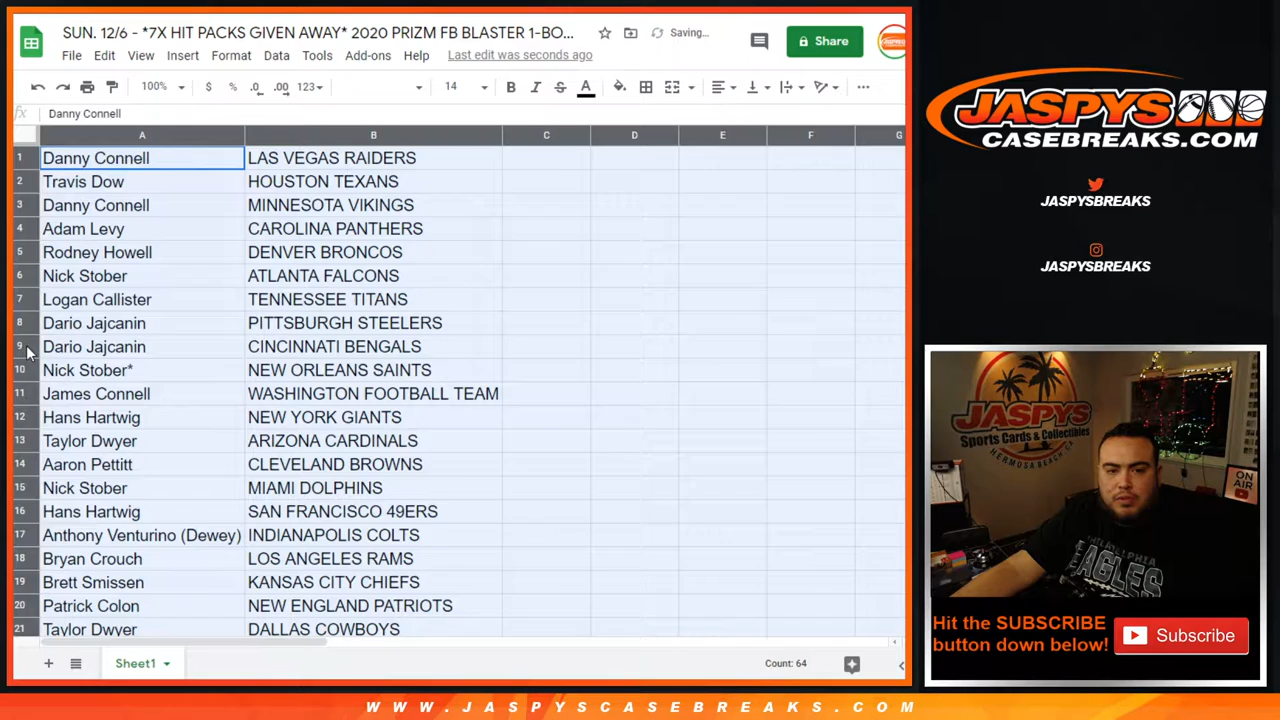 SUN. 12/6 - *7X HIT PACKS GIVEN AWAY* 2020 PRIZM FB BLASTER 1-BO...
Saving...
Share
File Edit View Insert Format Data Tools Add-ons Help Last edit was seconds ago
100% $ % .0 .00 123 14 B I S A
fx Danny Connell
A B C D E F G
1 Danny Connell LAS VEGAS RAIDERS
2 Travis Dow HOUSTON TEXANS
3 Danny Connell MINNESOTA VIKINGS
4 Adam Levy CAROLINA PANTHERS
5 Rodney Howell DENVER BRONCOS
6 Nick Stober ATLANTA FALCONS
7 Logan Callister TENNESSEE TITANS
8 Dario Jajcanin PITTSBURGH STEELERS
9 Dario Jajcanin CINCINNATI BENGALS
10 Nick Stober* NEW ORLEANS SAINTS
11 James Connell WASHINGTON FOOTBALL TEAM
12 Hans Hartwig NEW YORK GIANTS
13 Taylor Dwyer ARIZONA CARDINALS
14 Aaron Pettitt CLEVELAND BROWNS
15 Nick Stober MIAMI DOLPHINS
16 Hans Hartwig SAN FRANCISCO 49ERS
17 Anthony Venturino (Dewey) INDIANAPOLIS COLTS
18 Bryan Crouch LOS ANGELES RAMS
19 Brett Smissen KANSAS CITY CHIEFS
20 Patrick Colon NEW ENGLAND PATRIOTS
21 Taylor Dwyer DALLAS COWBOYS
Sheet1
Count: 64
JASPYS
CASEBREAKS.COM
JASPYSBREAKS
JASPYSBREAKS
JASPYS
Sports Cards & Collectibles
HERMOSA BEACH CA
ON
AIR
PHILADELPHIA
EAGLES
Hit the SUBSCRIBE
button down below!
Subscribe
WWW.JASPYSCASEBREAKS.COM